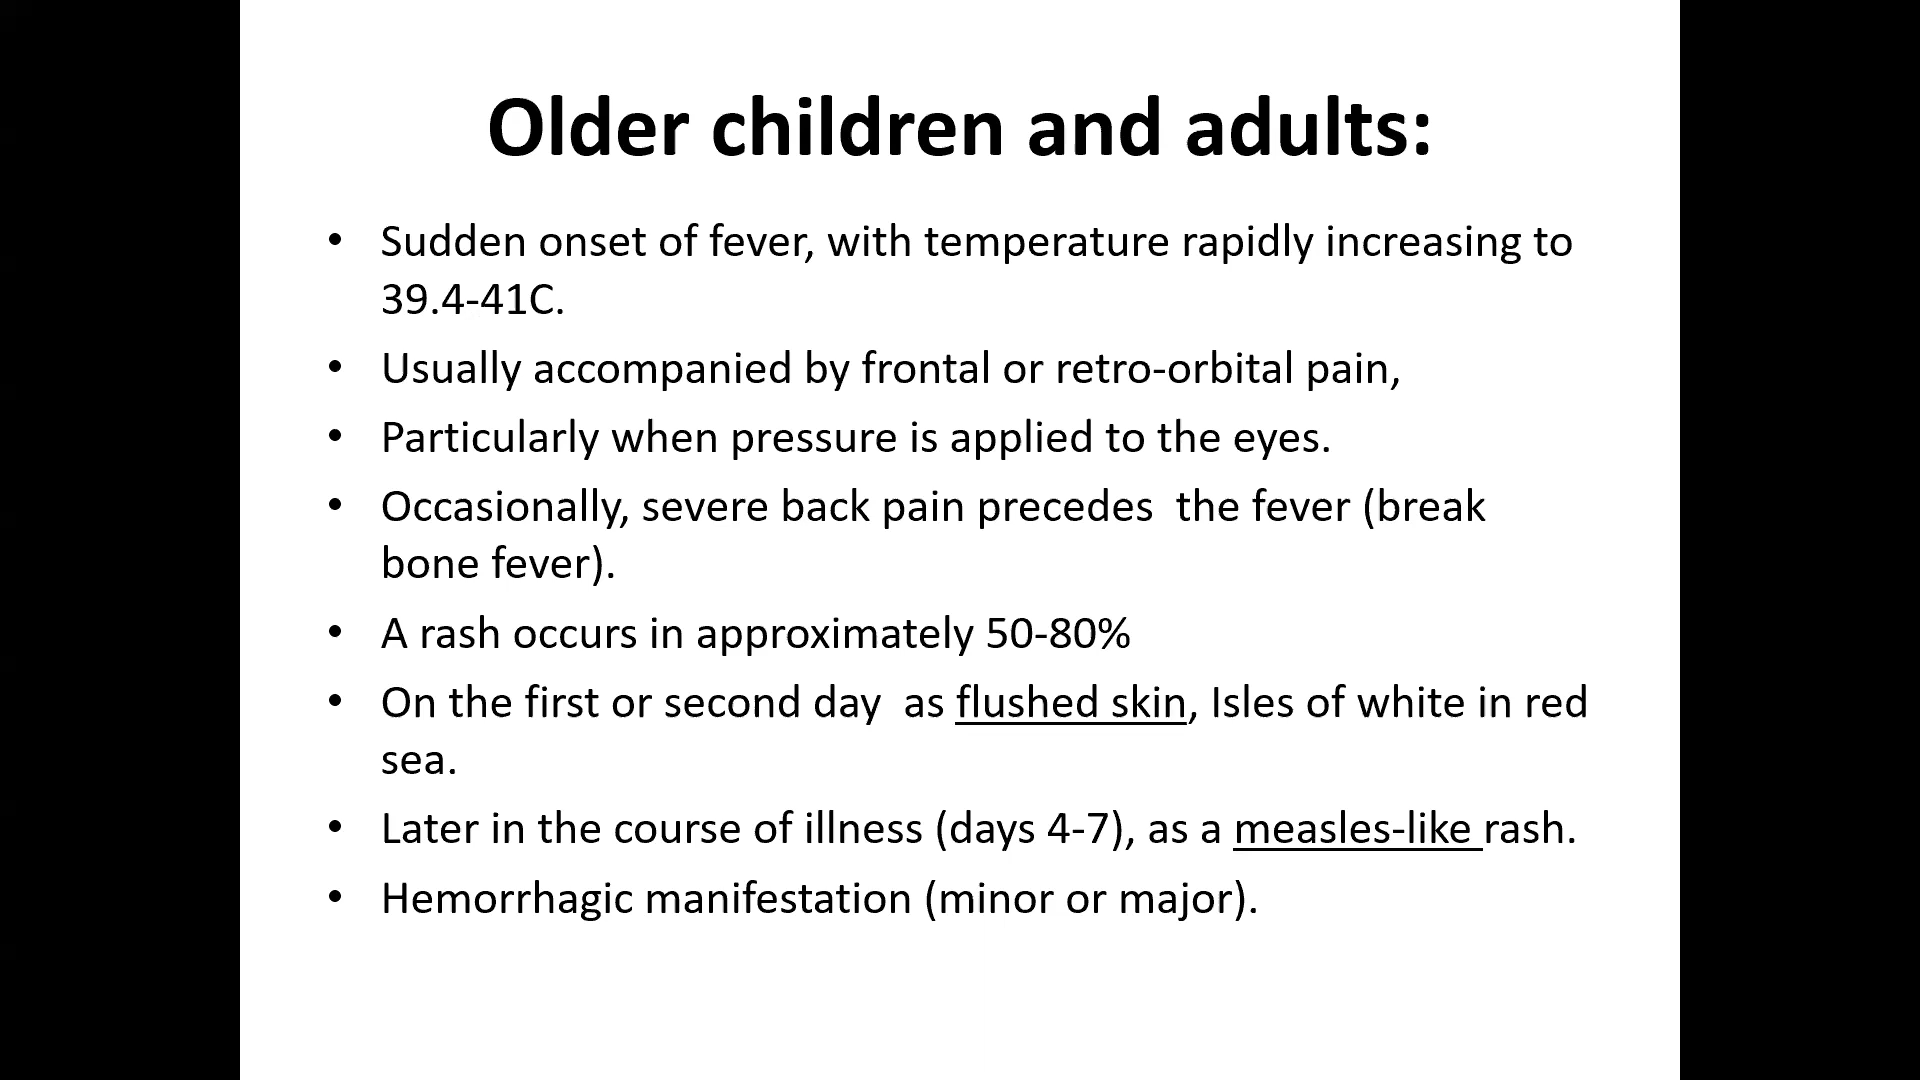 Older children and adults:
• Sudden onset of fever, with temperature rapidly increasing to
39.4-41C.
• Usually accompanied by frontal or retro-orbital pain,
• Particularly when pressure is applied to the eyes.
• Occasionally, severe back pain precedes  the fever (break
bone fever).
• A rash occurs in approximately 50-80%
• On the first or second day  as flushed skin, Isles of white in red
sea.
• Later in the course of illness (days 4-7), as a measles-like rash.
• Hemorrhagic manifestation (minor or major).